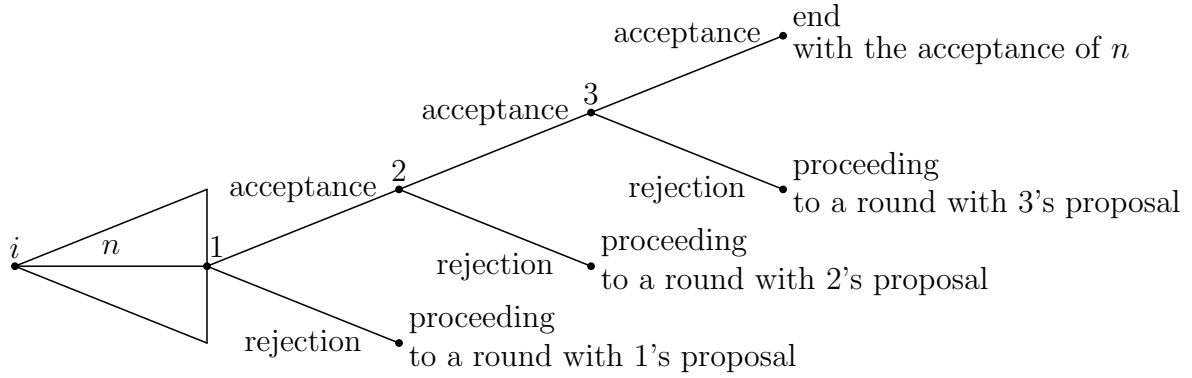 acceptance
end
with the acceptance of n
3
acceptance
2
acceptance
proceeding
to a round with 3's proposal
rejection
i
n
1
proceeding
to a round with 2's proposal
rejection
proceeding
to a round with 1's proposal
rejection